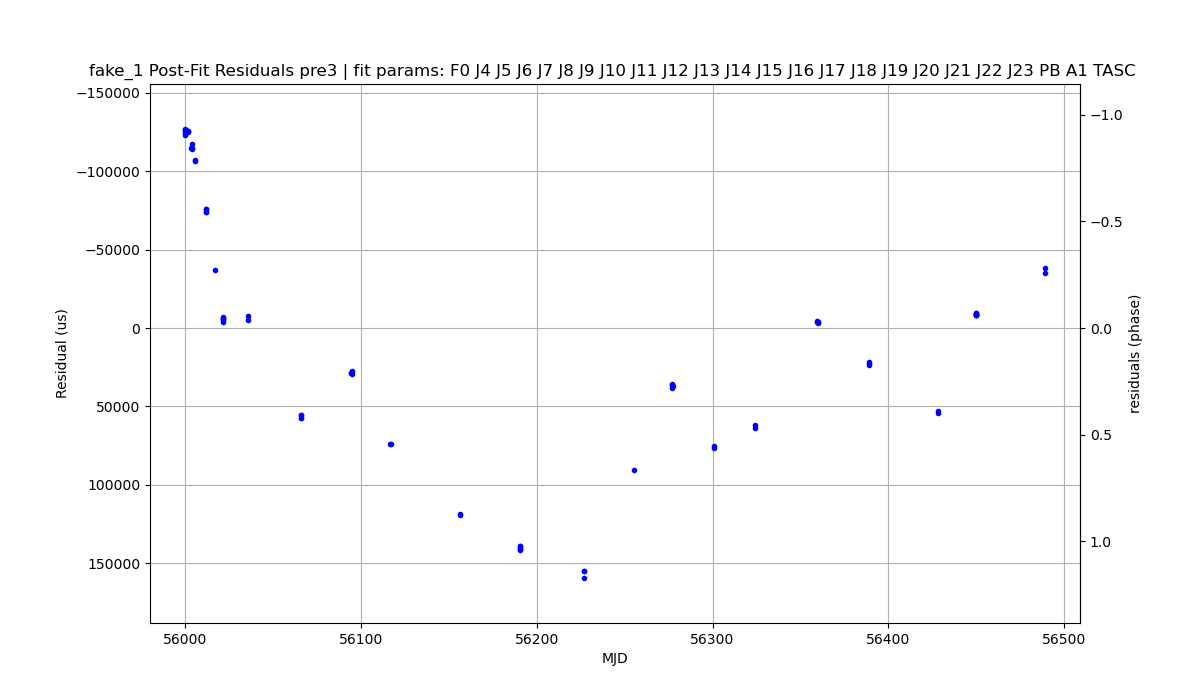 fake_1 Post-Fit Residuals pre3 | fit params: F0 J4 J5 J6 J7 J8 J9 J10 J11 J12 J13 J14 J15 J16 J17 J18 J19 J20 J21 J22 J23 PB A1 TASC
−150000
−100000
−50000
0
50000
100000
150000
Residual (us)
−1.0
−0.5
0.0
0.5
1.0
residuals (phase)
56000 56100 56200 56300 56400 56500
MJD